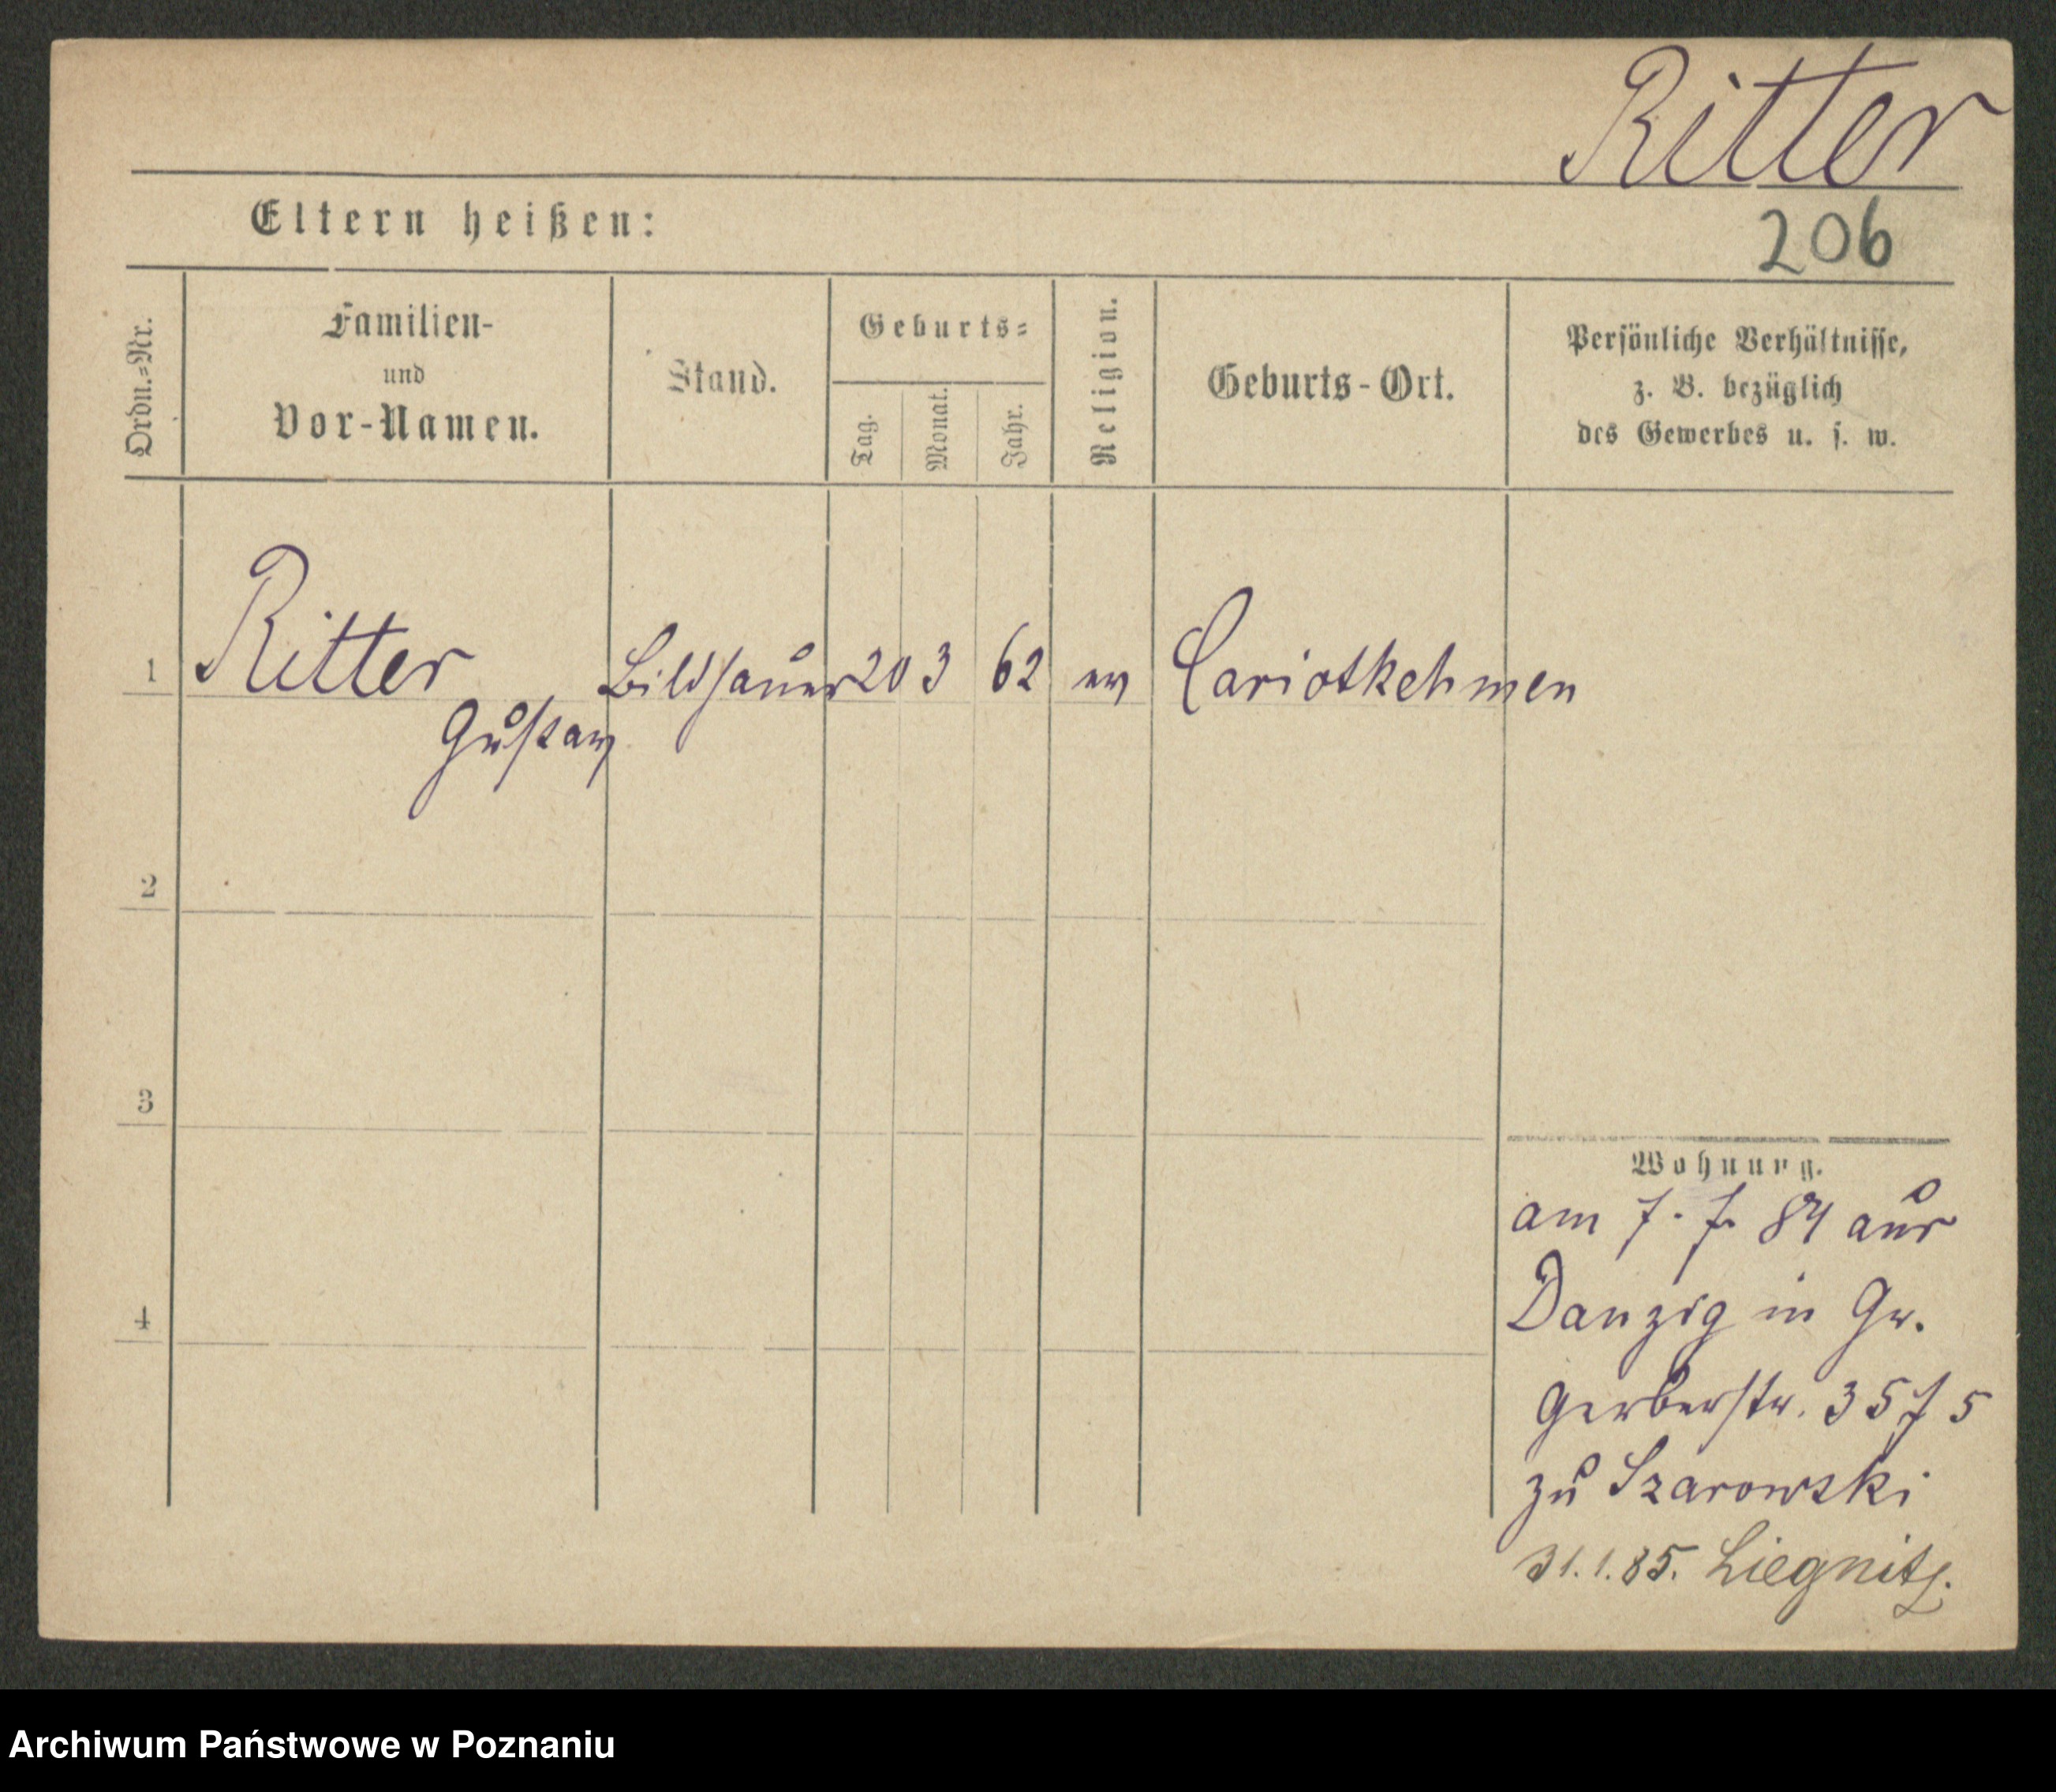 Ritter
206
Eltern heißen:
Ordn.=Nr.
Familien-
und
Vor-Namen.
Stand.
Geburts=
Tag.
Monat.
Jahr.
Religion.
Geburts-Ort.
Persönliche Verhältnisse,
z. B. bezüglich
des Gewerbes u. s. w.
1 Ritter Bildhauer 20 3 62 ev Cariotkehmen
Gustav
2
3
4
Wohnung.
am 7. 7. 84 aus
Danzig in Gr.
Gerberstr. 35 f 5
zu Szarowski
31.1.85. Liegnitz.
Archiwum Państwowe w Poznaniu